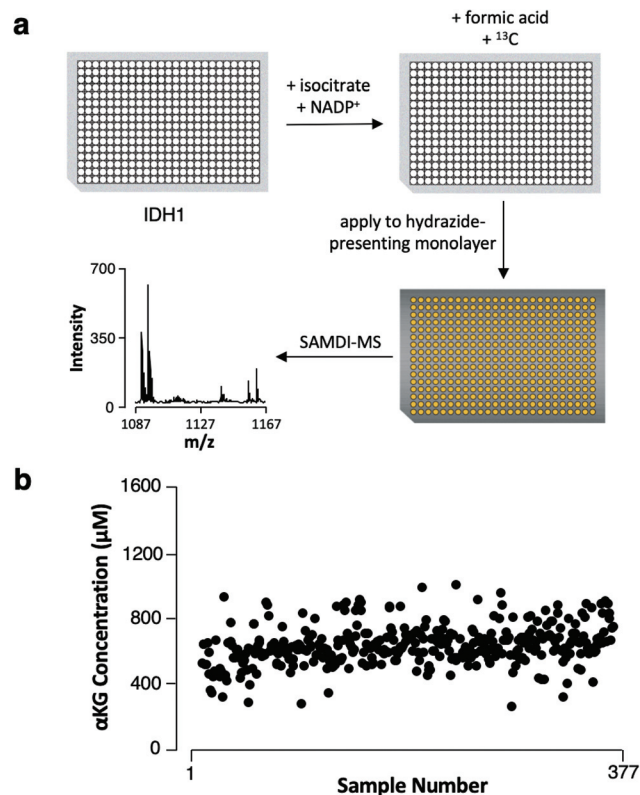 a
+ formic acid
+ ¹³C
+ isocitrate
+ NADP⁺
IDH1
apply to hydrazide-
presenting monolayer
SAMDI-MS
700
350
0
Intensity
1087
1127
1167
m/z
b
1600
1200
800
400
0
αKG Concentration (μM)
1
377
Sample Number